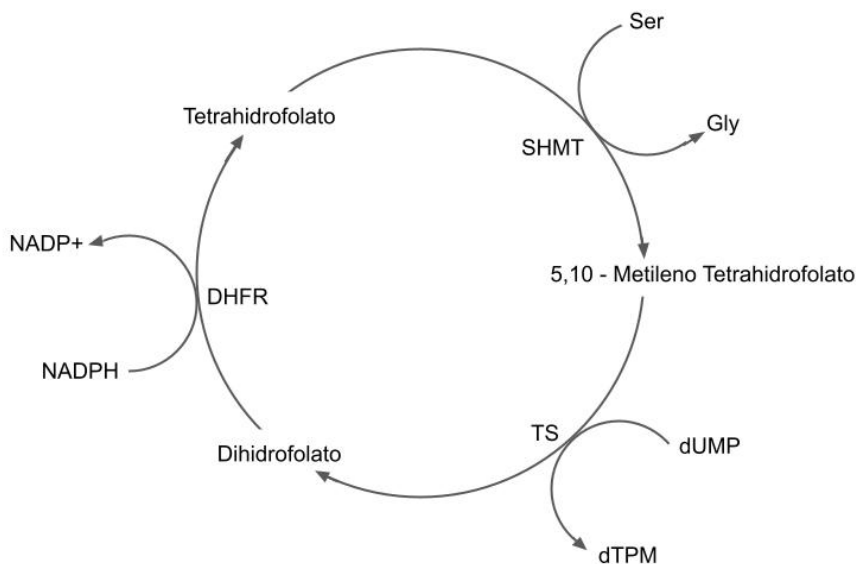 Ser
Tetrahidrofolato
Gly
SHMT
NADP+
5,10 - Metileno Tetrahidrofolato
DHFR
NADPH
TS
dUMP
Dihidrofolato
dTPM